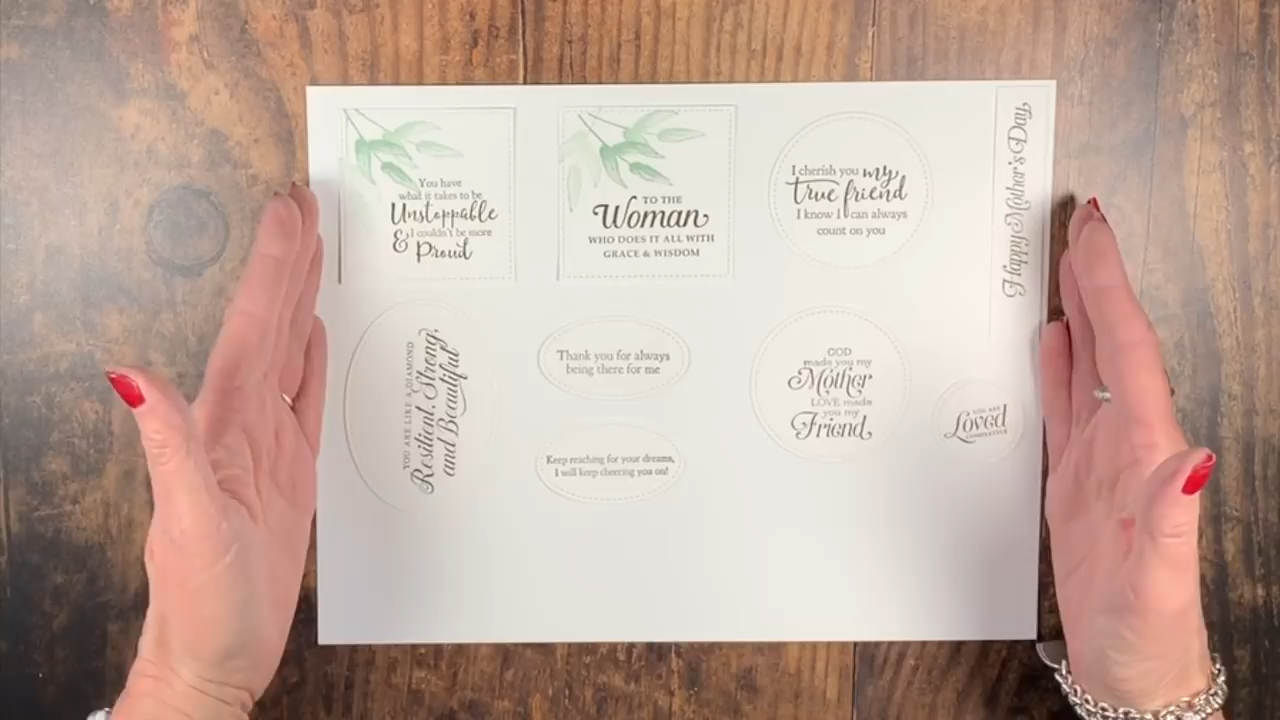 You have
what it takes to be
Unstoppable
& I couldn't be more
Proud
TO THE
Woman
WHO DOES IT ALL WITH
GRACE & WISDOM
I cherish you my
true friend
I know I can always
count on you
Happy Mother's Day
YOU ARE LIKE A DIAMOND
Resilient, Strong,
and Beautiful
Thank you for always
being there for me
Keep reaching for your dreams,
I will keep cheering you on!
GOD
made you my
Mother
LOVE made
you my
Friend
YOU ARE
Loved
COMPLETELY